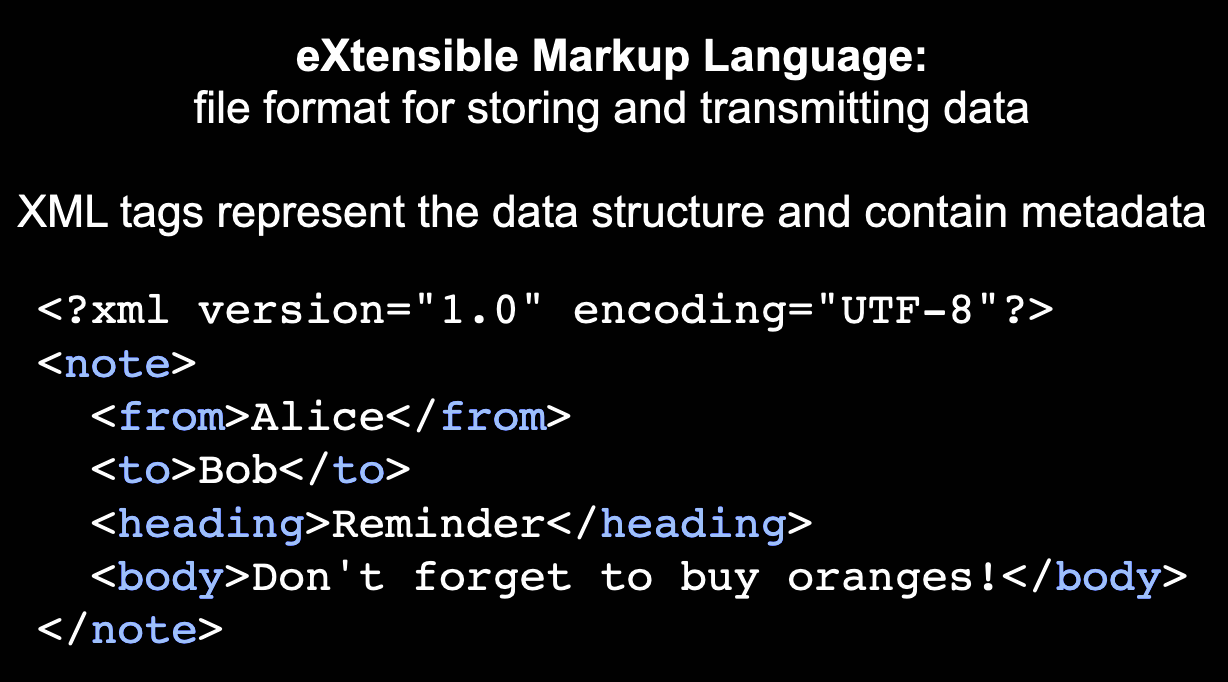 eXtensible Markup Language:
file format for storing and transmitting data
XML tags represent the data structure and contain metadata
<?xml version="1.0" encoding="UTF-8"?>
<note>
  <from>Alice</from>
  <to>Bob</to>
  <heading>Reminder</heading>
  <body>Don't forget to buy oranges!</body>
</note>